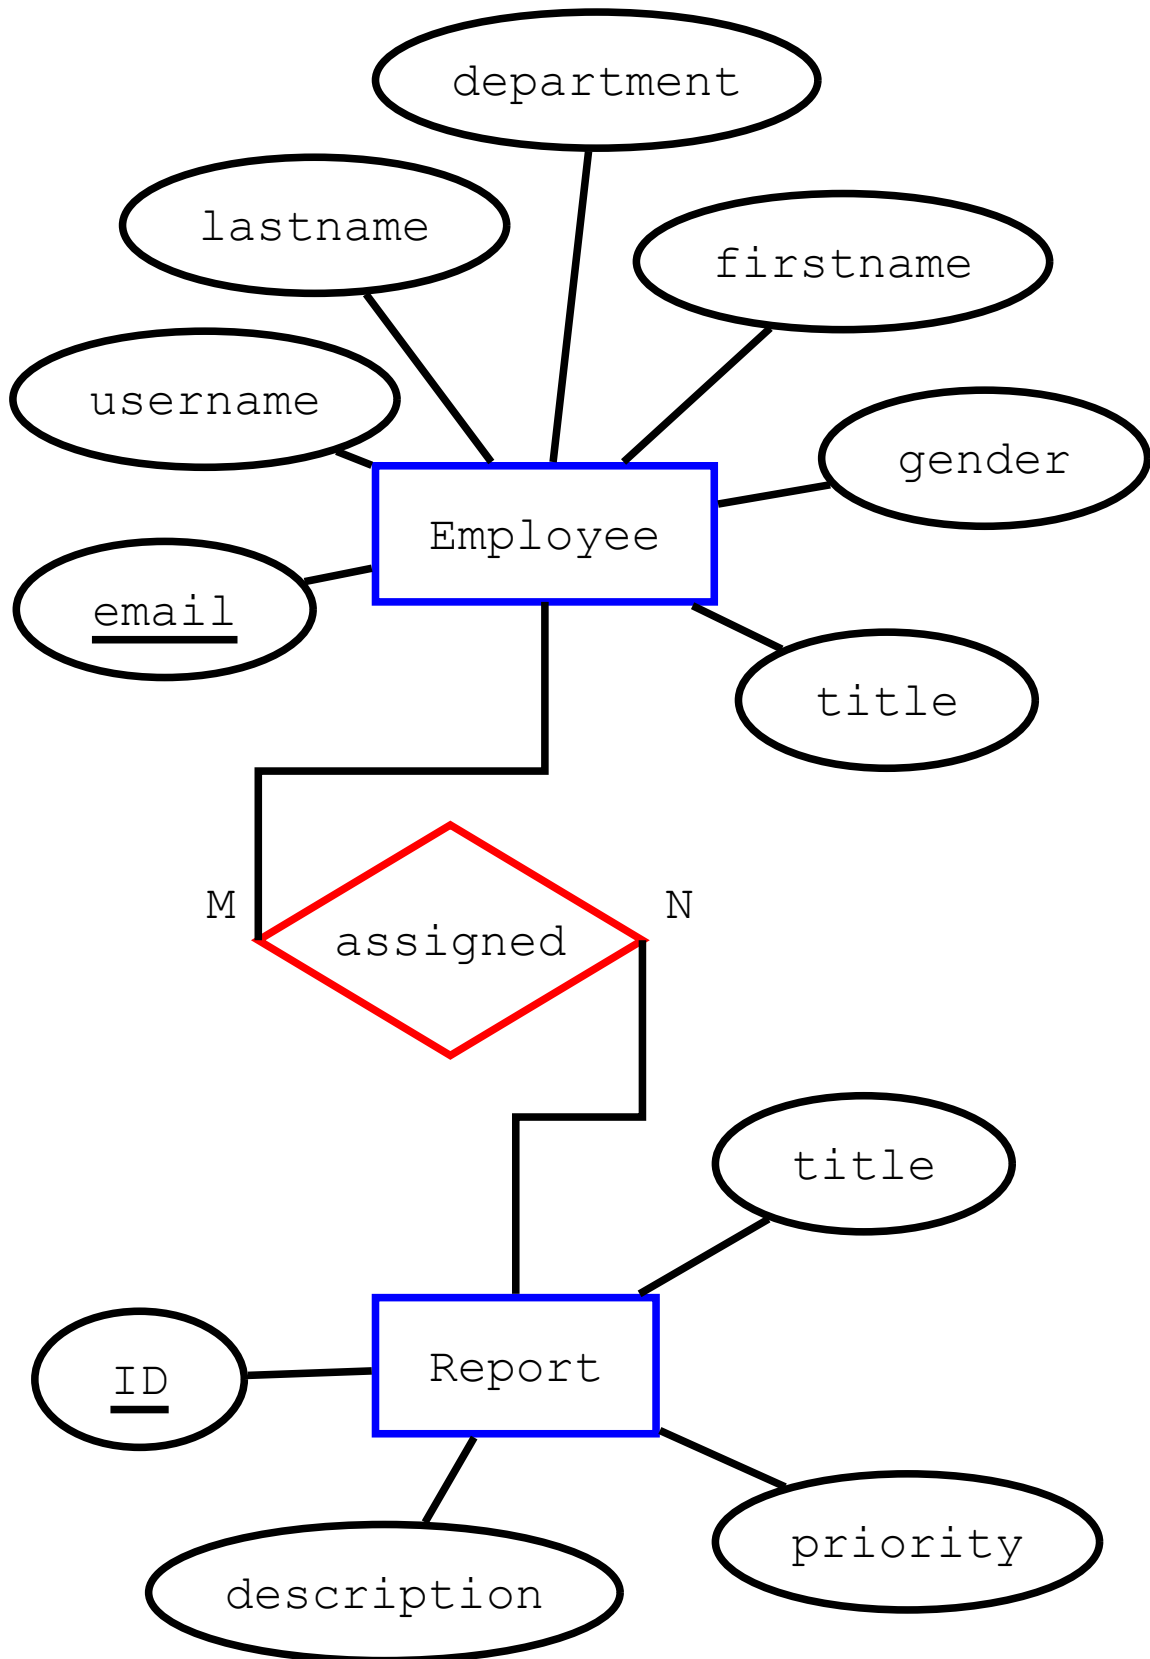 department
lastname
firstname
username
gender
Employee
email
title
M
N
assigned
title
Report
ID
priority
description